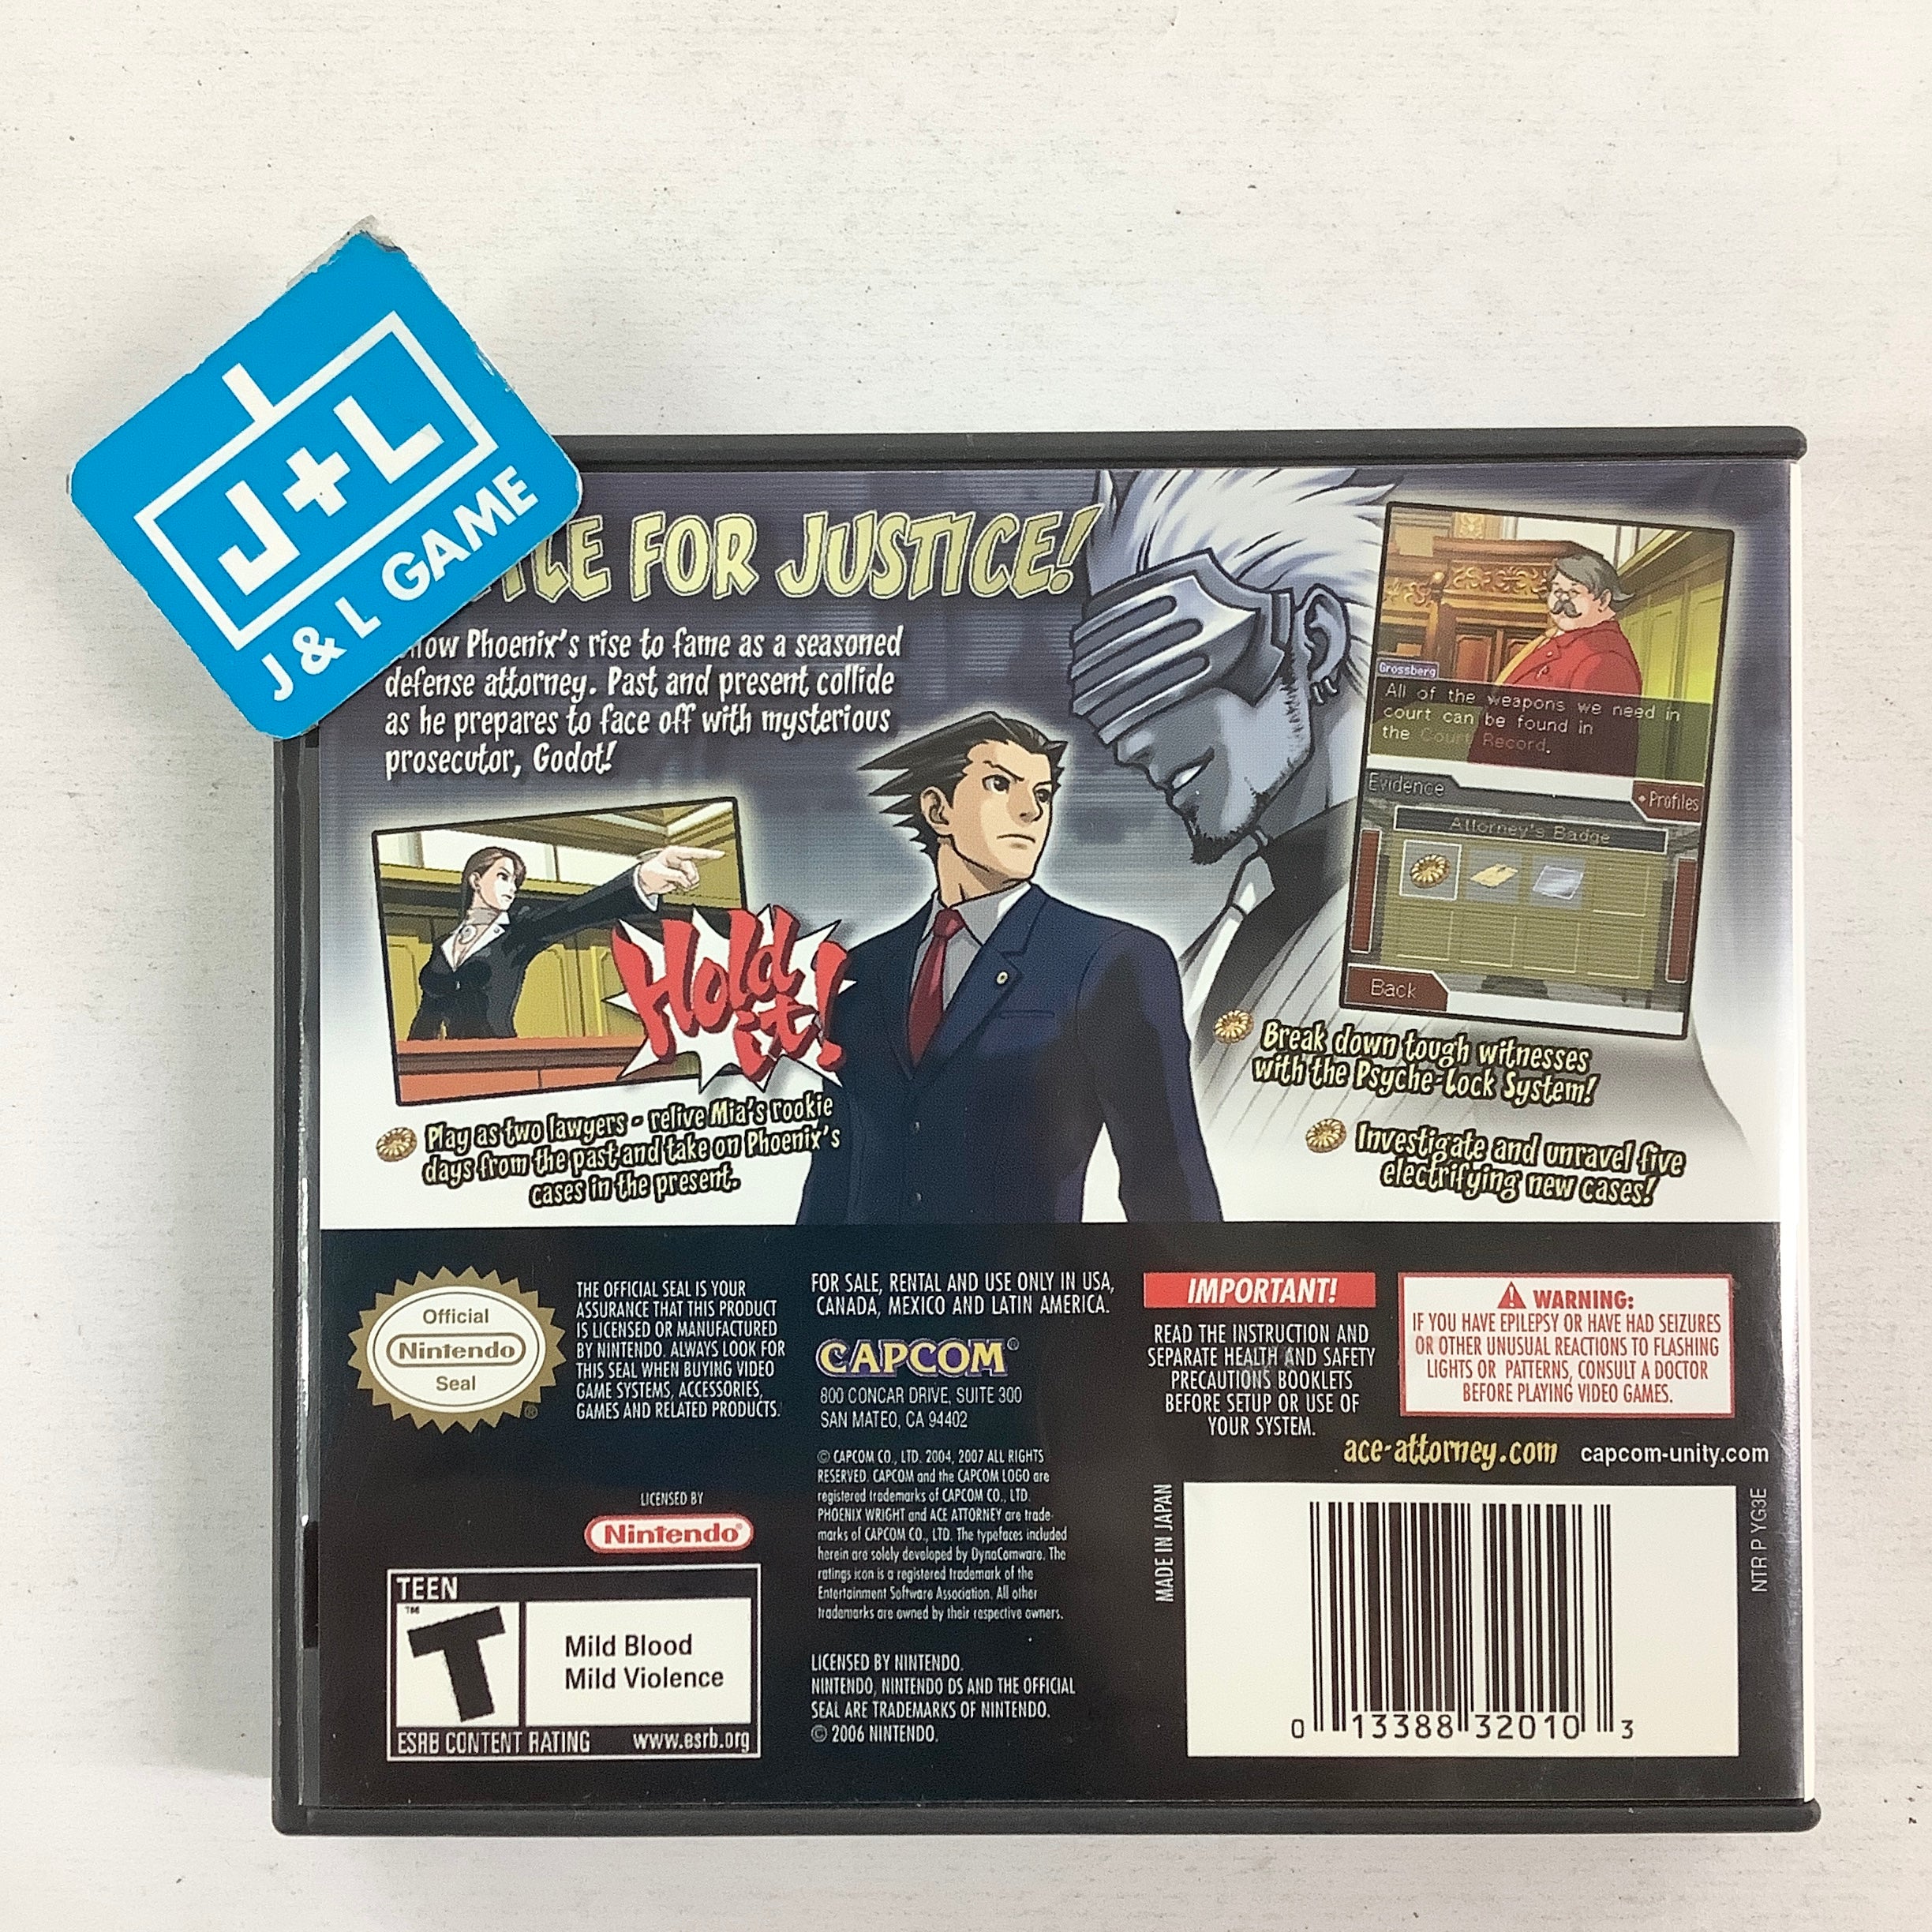 J+L
J & L GAME
FOR JUSTICE!
Phoenix's rise to fame as a seasoned
defense attorney. Past and present collide
as he prepares to face off with mysterious
prosecutor, Godot!
Hold
it!
Play as two lawyers - relive Mia's rookie
days from the past and take on Phoenix's
cases in the present.
Grossberg
All of the weapons we need in
court can be found in
the Court Record.
Evidence
Profiles
Attorney's Badge
Back
Break down tough witnesses
with the Psyche-Lock System!
Investigate and unravel five
electrifying new cases!
Official
Nintendo
Seal
®
THE OFFICIAL SEAL IS YOUR
ASSURANCE THAT THIS PRODUCT
IS LICENSED OR MANUFACTURED
BY NINTENDO. ALWAYS LOOK FOR
THIS SEAL WHEN BUYING VIDEO
GAME SYSTEMS, ACCESSORIES,
GAMES AND RELATED PRODUCTS.
LICENSED BY
Nintendo®
TEEN
T™
Mild Blood
Mild Violence
ESRB CONTENT RATING www.esrb.org
FOR SALE, RENTAL AND USE ONLY IN USA,
CANADA, MEXICO AND LATIN AMERICA.
CAPCOM®
800 CONCAR DRIVE, SUITE 300
SAN MATEO, CA 94402
© CAPCOM CO., LTD. 2004, 2007 ALL RIGHTS
RESERVED. CAPCOM and the CAPCOM LOGO are
registered trademarks of CAPCOM CO., LTD.
PHOENIX WRIGHT and ACE ATTORNEY are trade-
marks of CAPCOM CO., LTD. The typefaces included
herein are solely developed by DynaComware. The
ratings icon is a registered trademark of the
Entertainment Software Association. All other
trademarks are owned by their respective owners.
LICENSED BY NINTENDO.
NINTENDO, NINTENDO DS AND THE OFFICIAL
SEAL ARE TRADEMARKS OF NINTENDO.
© 2006 NINTENDO.
IMPORTANT!
READ THE INSTRUCTION AND
SEPARATE HEALTH AND SAFETY
PRECAUTIONS BOOKLETS
BEFORE SETUP OR USE OF
YOUR SYSTEM.
WARNING:
IF YOU HAVE EPILEPSY OR HAVE HAD SEIZURES
OR OTHER UNUSUAL REACTIONS TO FLASHING
LIGHTS OR PATTERNS, CONSULT A DOCTOR
BEFORE PLAYING VIDEO GAMES.
ace-attorney.com capcom-unity.com
MADE IN JAPAN
NTR P YG3E
0 13388 32010 3